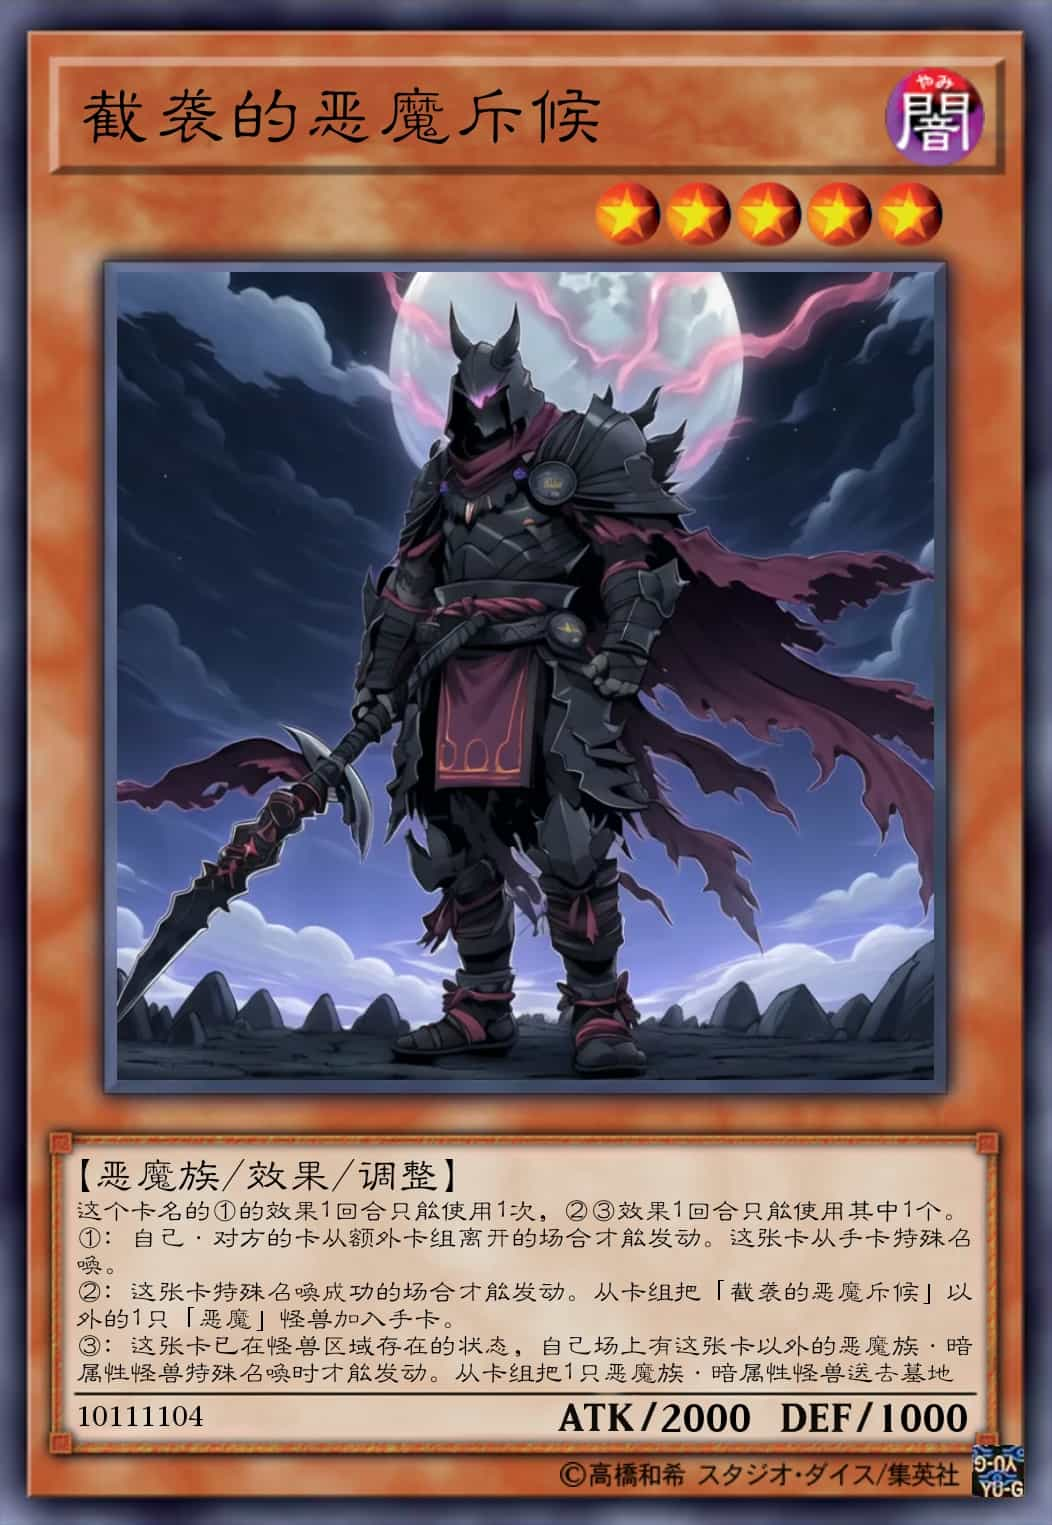 截袭的恶魔斥候
やみ
闇
【恶魔族/效果/调整】
这个卡名的①的效果1回合只能使用1次，②③效果1回合只能使用其中1个。
①：自己·对方的卡从额外卡组离开的场合才能发动。这张卡从手卡特殊召
唤。
②：这张卡特殊召唤成功的场合才能发动。从卡组把「截袭的恶魔斥候」以
外的1只「恶魔」怪兽加入手卡。
③：这张卡已在怪兽区域存在的状态，自己场上有这张卡以外的恶魔族·暗
属性怪兽特殊召唤时才能发动。从卡组把1只恶魔族·暗属性怪兽送去墓地
10111104
ATK/2000 DEF/1000
©高橋和希 スタジオ·ダイス/集英社
YU-G